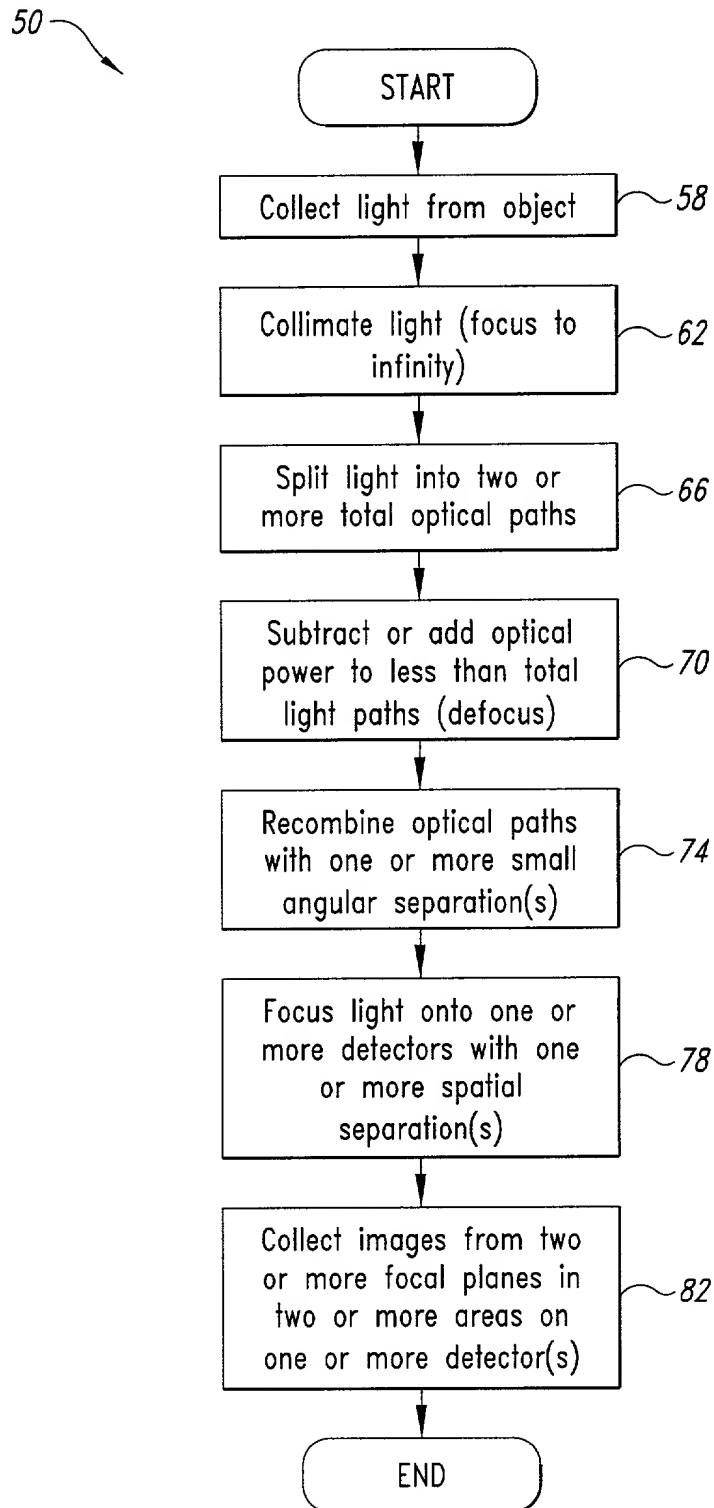 50
START
Collect light from object
58
Collimate light (focus to
infinity)
62
Split light into two or
more total optical paths
66
Subtract or add optical
power to less than total
light paths (defocus)
70
Recombine optical paths
with one or more small
angular separation(s)
74
Focus light onto one or
more detectors with one
or more spatial
separation(s)
78
Collect images from two
or more focal planes in
two or more areas on
one or more detector(s)
82
END